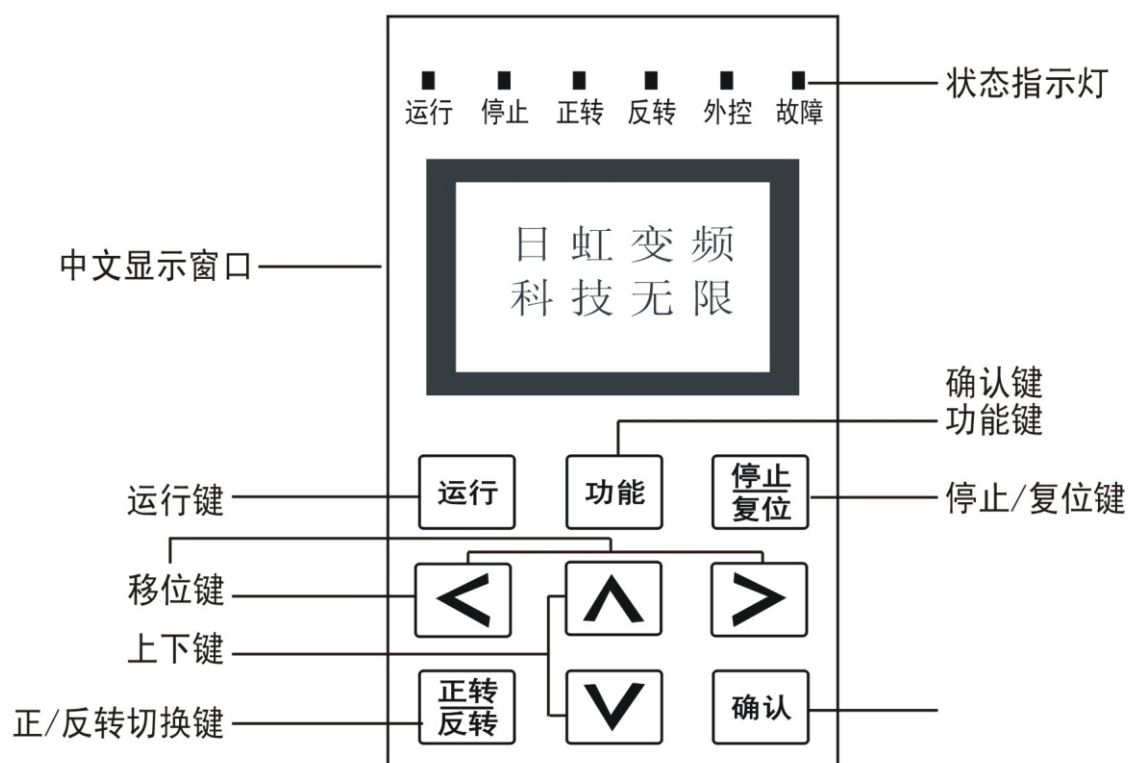 运行 停止 正转 反转 外控 故障
状态指示灯
中文显示窗口
日虹变频
科技无限
确认键
功能键
运行键
运行
功能
停止
复位
停止/复位键
移位键
<
∧
>
上下键
正/反转切换键
正转
反转
∨
确认